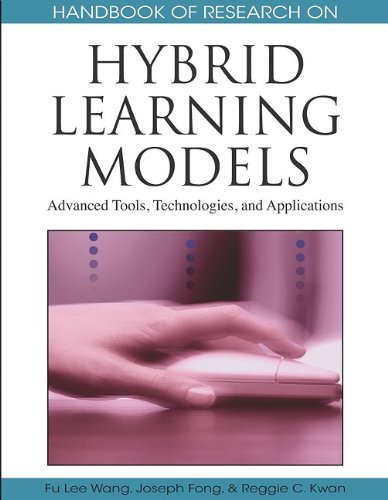 HANDBOOK OF RESEARCH ON
HYBRID
LEARNING
MODELS
Advanced Tools, Technologies, and Applications
Fu Lee Wang, Joseph Fong, & Reggie C. Kwan